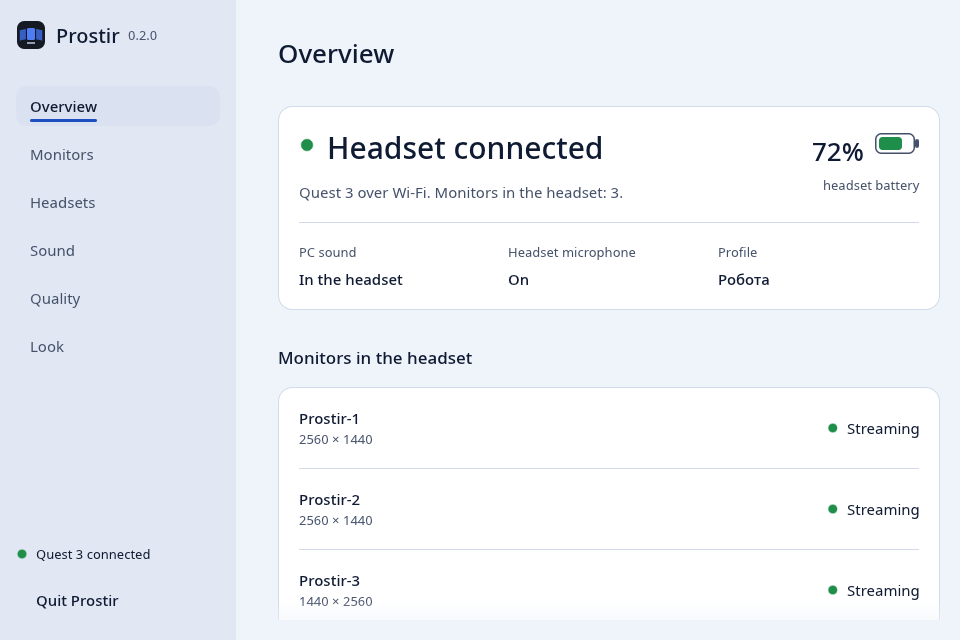 Prostir 0.2.0
Overview
Monitors
Headsets
Sound
Quality
Look
Quest 3 connected
Quit Prostir
Overview
Headset connected
72%
headset battery
Quest 3 over Wi-Fi. Monitors in the headset: 3.
PC sound
In the headset
Headset microphone
On
Profile
Робота
Monitors in the headset
Prostir-1
2560 × 1440
Streaming
Prostir-2
2560 × 1440
Streaming
Prostir-3
1440 × 2560
Streaming